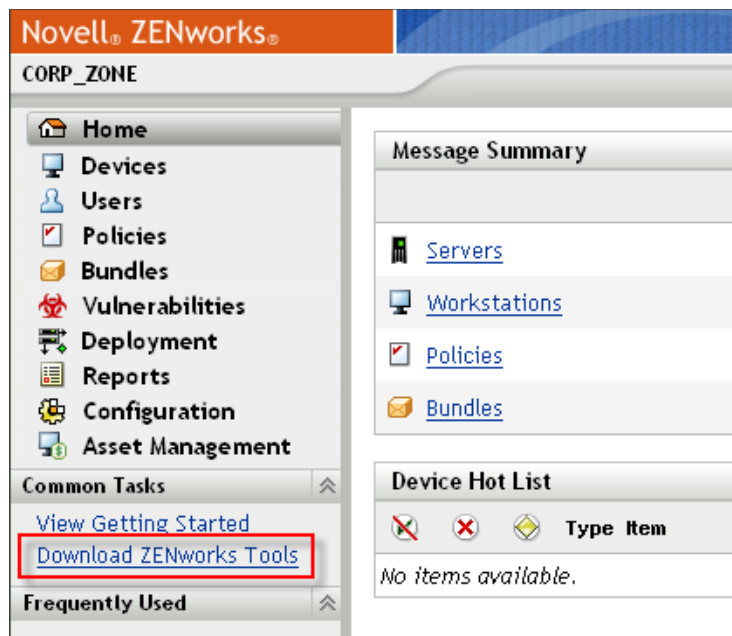 Novell® ZENworks®
CORP_ZONE
Home
Devices
Users
Policies
Bundles
Vulnerabilities
Deployment
Reports
Configuration
Asset Management
Common Tasks
View Getting Started
Download ZENworks Tools
Frequently Used
Message Summary
Servers
Workstations
Policies
Bundles
Device Hot List
Type Item
No items available.